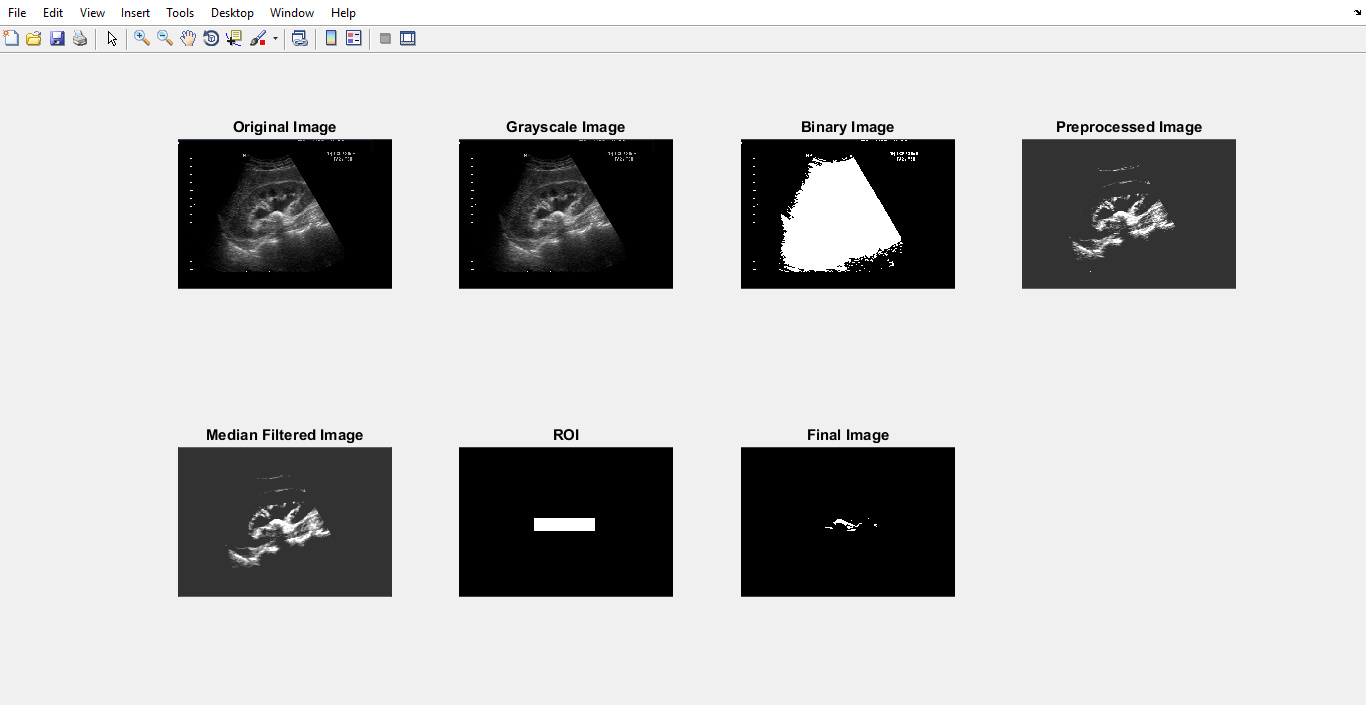 File Edit View Insert Tools Desktop Window Help
Original Image
Grayscale Image
Binary Image
Preprocessed Image
Median Filtered Image
ROI
Final Image